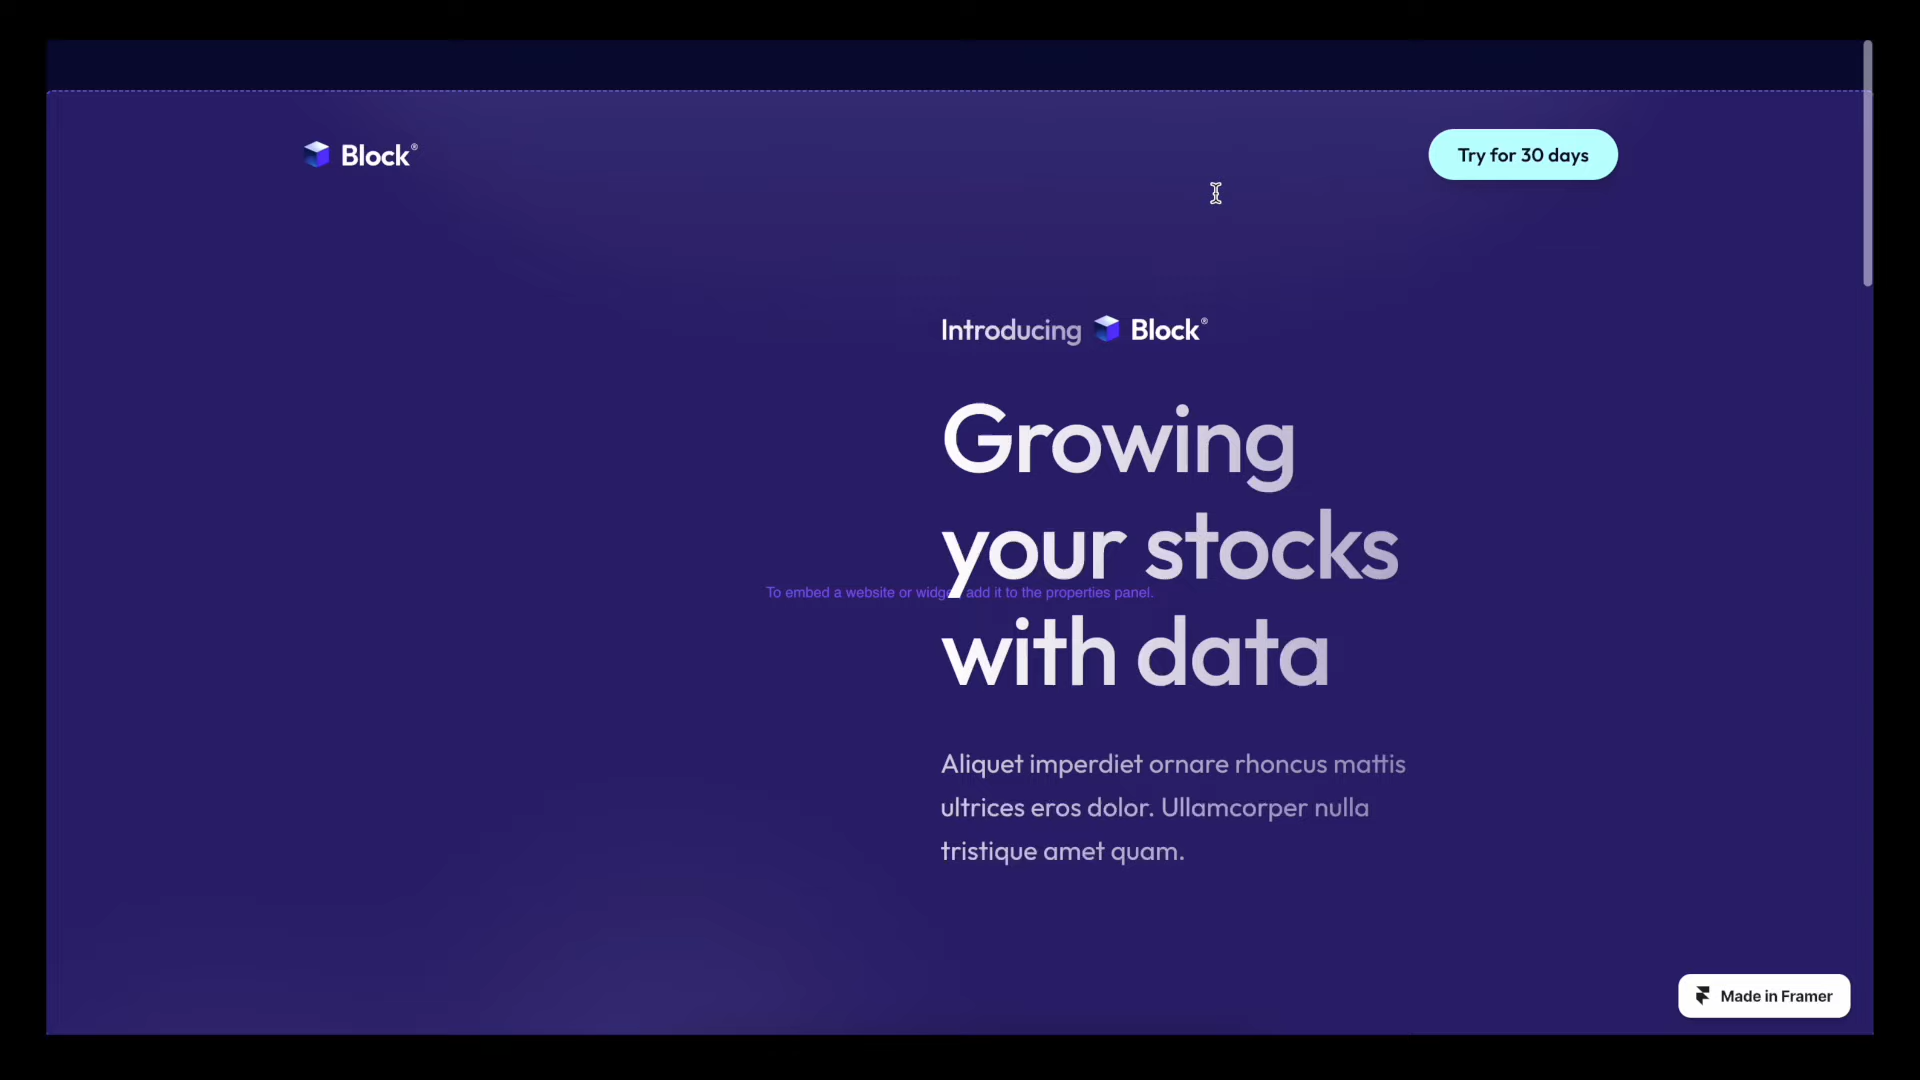 Block®
Try for 30 days
Introducing Block®
Growing
your stocks
with data
To embed a website or widge add it to the properties panel.
Aliquet imperdiet ornare rhoncus mattis
ultrices eros dolor. Ullamcorper nulla
tristique amet quam.
Made in Framer